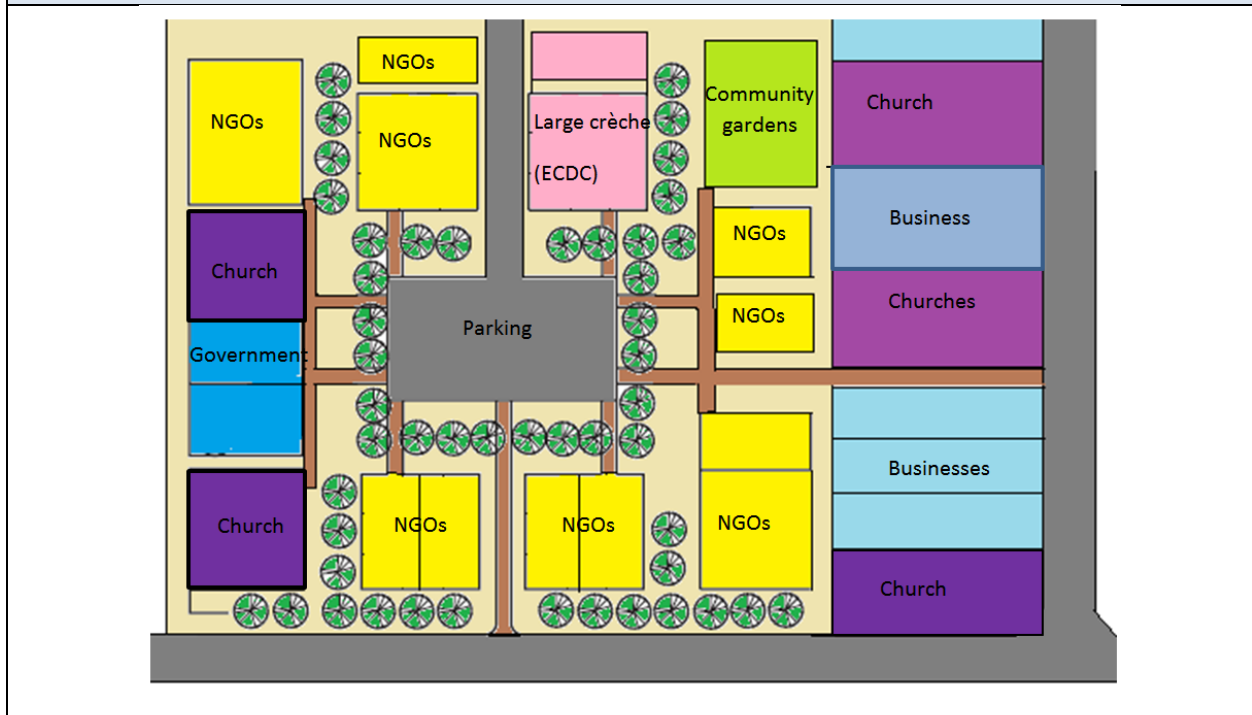 NGOs
NGOs
NGOs
Large crèche
(ECDC)
Community
gardens
Church
Church
NGOs
Business
Government
Parking
NGOs
Churches
Church
NGOs
NGOs
NGOs
Businesses
Church